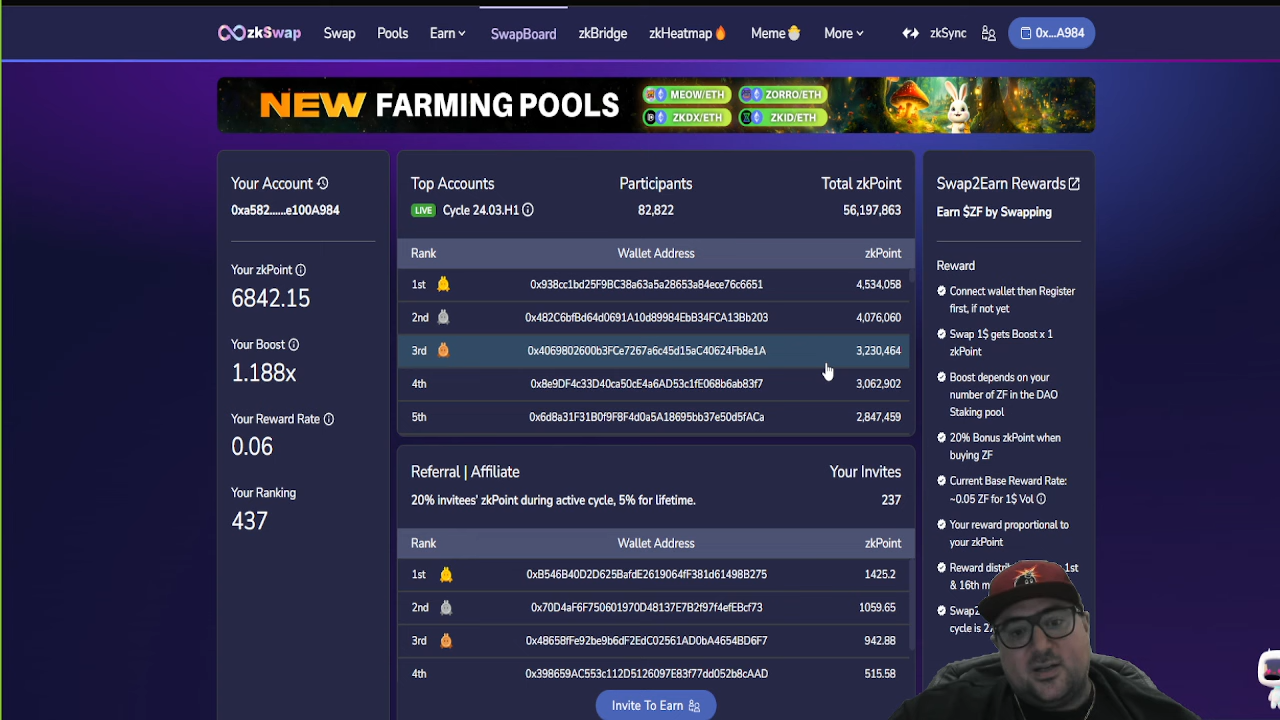 zkSwap Swap Pools Earn SwapBoard zkBridge zkHeatmap🔥 Meme🐣 More zkSync 0x...A984
NEW FARMING POOLS
MEOW/ETH ZORRO/ETH
ZKDX/ETH ZKID/ETH
Your Account
0xa582......e100A984
Your zkPoint
6842.15
Your Boost
1.188x
Your Reward Rate
0.06
Your Ranking
437
Top Accounts Participants Total zkPoint
LIVE Cycle 24.03.H1 82,822 56,197,863
Rank Wallet Address zkPoint
1st 0x938cc1bd25F9BC38a63a5a28653a84ece76c6651 4,534,058
2nd 0x482C6bfBd64d0691A10d89984EbB34FCA13Bb203 4,076,060
3rd 0x4069802600b3FCe7267a6c45d15aC40624Fb8e1A 3,230,464
4th 0x8e9DF4c33D40ca50cE4a6AD53c1fE068b6ab83f7 3,062,902
5th 0x6d8a31F31B0f9F8F4d0a5A18695bb37e50d5fACa 2,847,459
Referral | Affiliate Your Invites
20% invitees' zkPoint during active cycle, 5% for lifetime. 237
Rank Wallet Address zkPoint
1st 0xB546B40D2D625BafdE2619064fF381d61498B275 1425.2
2nd 0x70D4aF6F750601970D48137E7B2f97f4efEBcf73 1059.65
3rd 0x48658fFe92be9b6dF2EdC02561AD0bA4654BD6F7 942.88
4th 0x398659AC553c112D5126097E83f77dd052b8cAAD 515.58
Invite To Earn
Swap2Earn Rewards
Earn $ZF by Swapping
Reward
Connect wallet then Register
first, if not yet
Swap 1$ gets Boost x 1
zkPoint
Boost depends on your
number of ZF in the DAO
Staking pool
20% Bonus zkPoint when
buying ZF
Current Base Reward Rate:
~0.05 ZF for 1$ Vol
Your reward proportional to
your zkPoint
Reward 1st
& 16th
cycle is